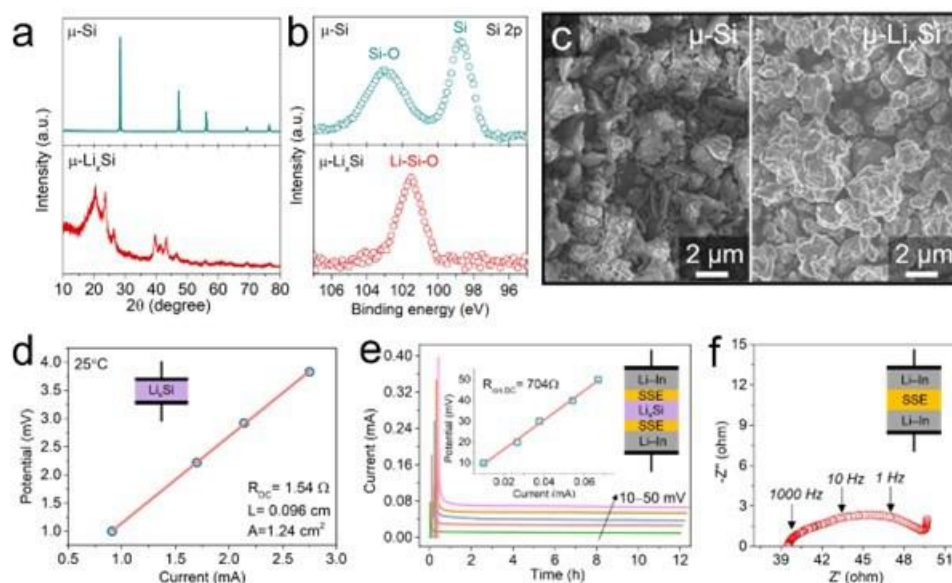 a
μ-Si
μ-LiₓSi
Intensity (a.u.)
10 20 30 40 50 60 70 80
2θ (degree)
b
μ-Si
Si 2p
Si-O
Si
μ-LiₓSi
Li-Si-O
Intensity (a.u.)
106 104 102 100 98 96
Binding energy (eV)
c
μ-Si
2 μm
μ-LiₓSi
2 μm
d
25°C
LiₓSi
R_DC= 1.54 Ω
L= 0.096 cm
A=1.24 cm²
Potential (mV)
4.0
3.5
3.0
2.5
2.0
1.5
1.0
0.5 1.0 1.5 2.0 2.5 3.0
Current (mA)
e
Current (mA)
0.40
0.32
0.24
0.16
0.08
0.00
Potential (mV)
50
40
30
20
10
0.02 0.04 0.06
Current (mA)
Li–In
SSE
LiₓSi
SSE
Li–In
10–50 mV
0 2 4 6 8 10 12
Time (h)
f
-Z" (ohm)
15
12
9
6
3
0
Li–In
SSE
Li–In
1000 Hz
10 Hz
1 Hz
39 42 45 48 51
Z' (ohm)